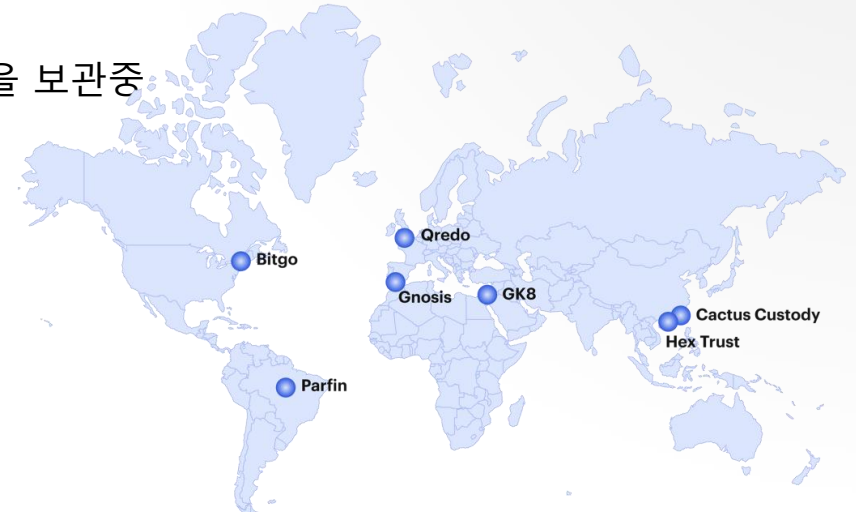 을 보관중
Qredo
Bitgo
Gnosis
GK8
Cactus Custody
Hex Trust
Parfin